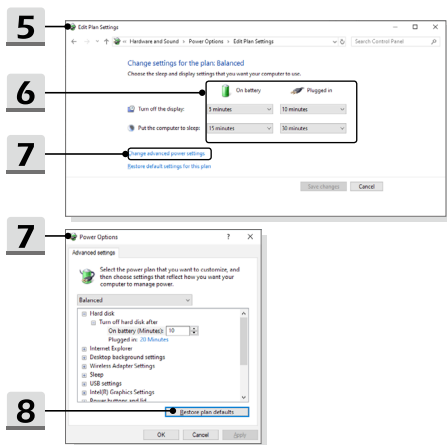 5
Edit Plan Settings
« Hardware and Sound > Power Options > Edit Plan Settings
Search Control Panel
Change settings for the plan: Balanced
Choose the sleep and display settings that you want your computer to use.
6
On battery
Plugged in
Turn off the display:
5 minutes
10 minutes
Put the computer to sleep:
15 minutes
30 minutes
7
Change advanced power settings
Restore default settings for this plan
Save changes
Cancel
7
Power Options
? X
Advanced settings
Select the power plan that you want to customize, and
then choose settings that reflect how you want your
computer to manage power.
Balanced
Hard disk
Turn off hard disk after
On battery (Minutes): 10
Plugged in: 20 Minutes
Internet Explorer
Desktop background settings
Wireless Adapter Settings
Sleep
USB settings
Intel(R) Graphics Settings
Power buttons and lid
8
Restore plan defaults
OK
Cancel
Apply